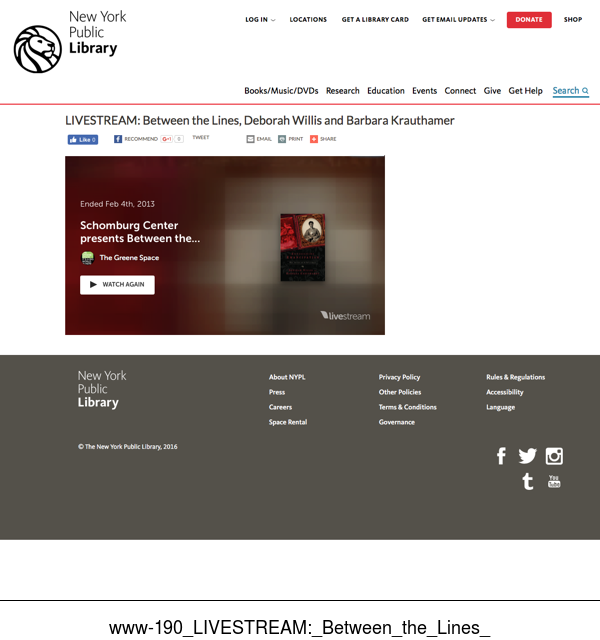 New York
Public
Library
LOG IN
LOCATIONS
GET A LIBRARY CARD
GET EMAIL UPDATES
DONATE
SHOP
Books/Music/DVDs
Research
Education
Events
Connect
Give
Get Help
Search
LIVESTREAM: Between the Lines, Deborah Willis and Barbara Krauthamer
Like 0
RECOMMEND
G+1
0
TWEET
EMAIL
PRINT
SHARE
Ended Feb 4th, 2013
Schomburg Center
presents Between the...
The Greene Space
WATCH AGAIN
livestream
New York
Public
Library
About NYPL
Press
Careers
Space Rental
Privacy Policy
Other Policies
Terms & Conditions
Governance
Rules & Regulations
Accessibility
Language
© The New York Public Library, 2016
You
Tube
www-190_LIVESTREAM:_Between_the_Lines_